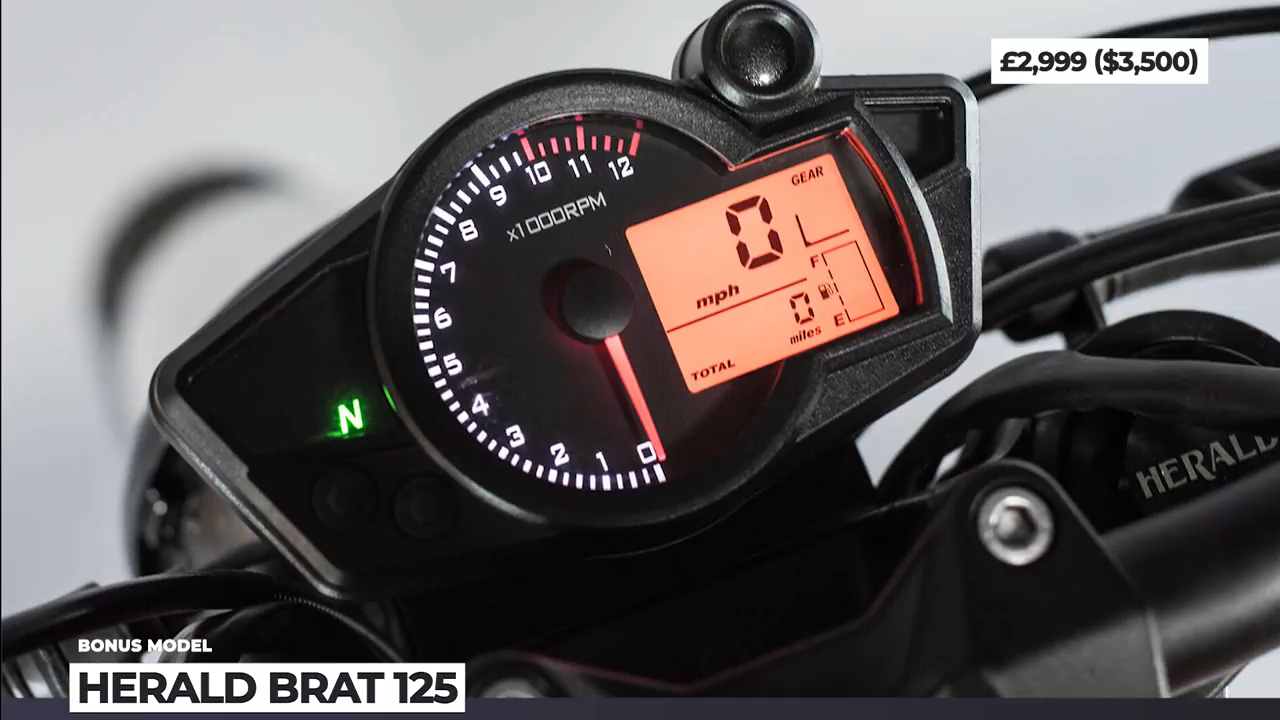 £2,999 ($3,500)
GEAR
0
mph
F
0
E
miles
TOTAL
x1000RPM
0
1
2
3
4
5
6
7
8
9
10
11
12
N
HERALD
BONUS MODEL
HERALD BRAT 125